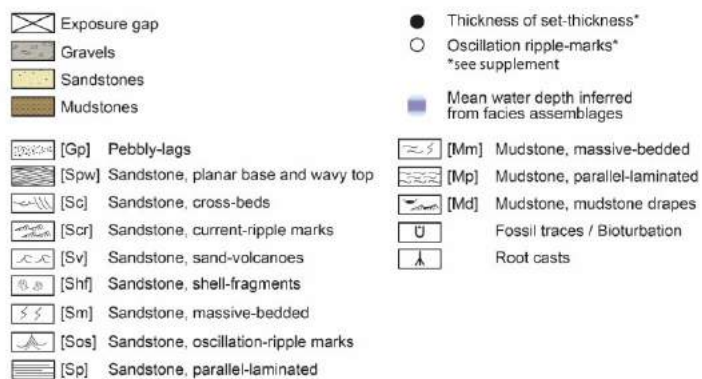 Exposure gap
Gravels
Sandstones
Mudstones
[Gp] Pebbly-lags
[Spw] Sandstone, planar base and wavy top
[Sc] Sandstone, cross-beds
[Scr] Sandstone, current-ripple marks
[Sv] Sandstone, sand-volcanoes
[Shf] Sandstone, shell-fragments
[Sm] Sandstone, massive-bedded
[Sos] Sandstone, oscillation-ripple marks
[Sp] Sandstone, parallel-laminated
Thickness of set-thickness*
Oscillation ripple-marks*
*see supplement
Mean water depth inferred
from facies assemblages
[Mm] Mudstone, massive-bedded
[Mp] Mudstone, parallel-laminated
[Md] Mudstone, mudstone drapes
Fossil traces / Bioturbation
Root casts